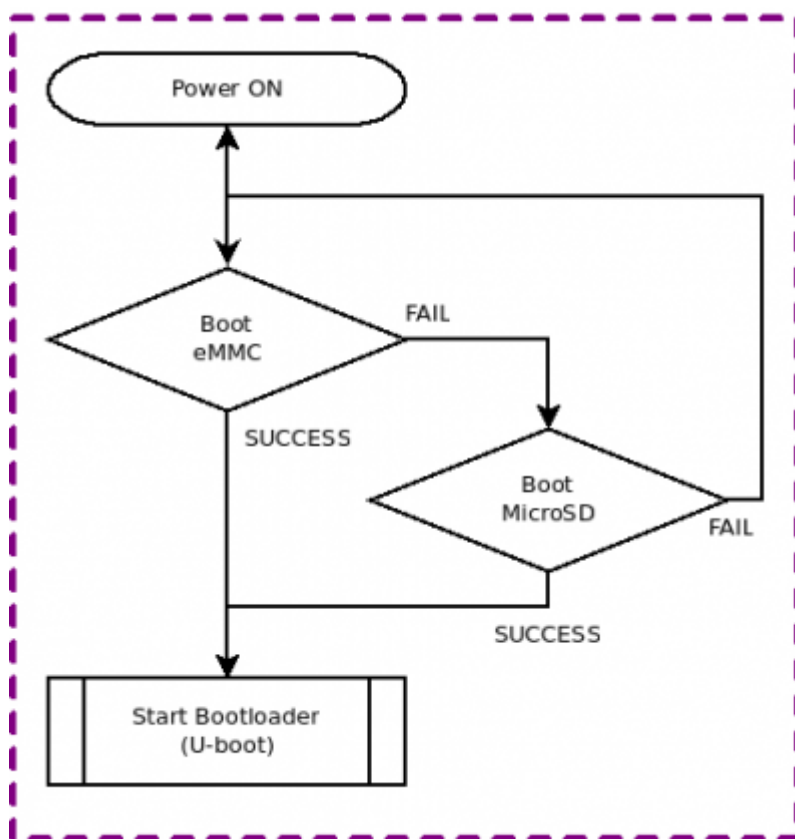 Power ON
Boot
eMMC
FAIL
SUCCESS
Boot
MicroSD
FAIL
SUCCESS
Start Bootloader
(U-boot)